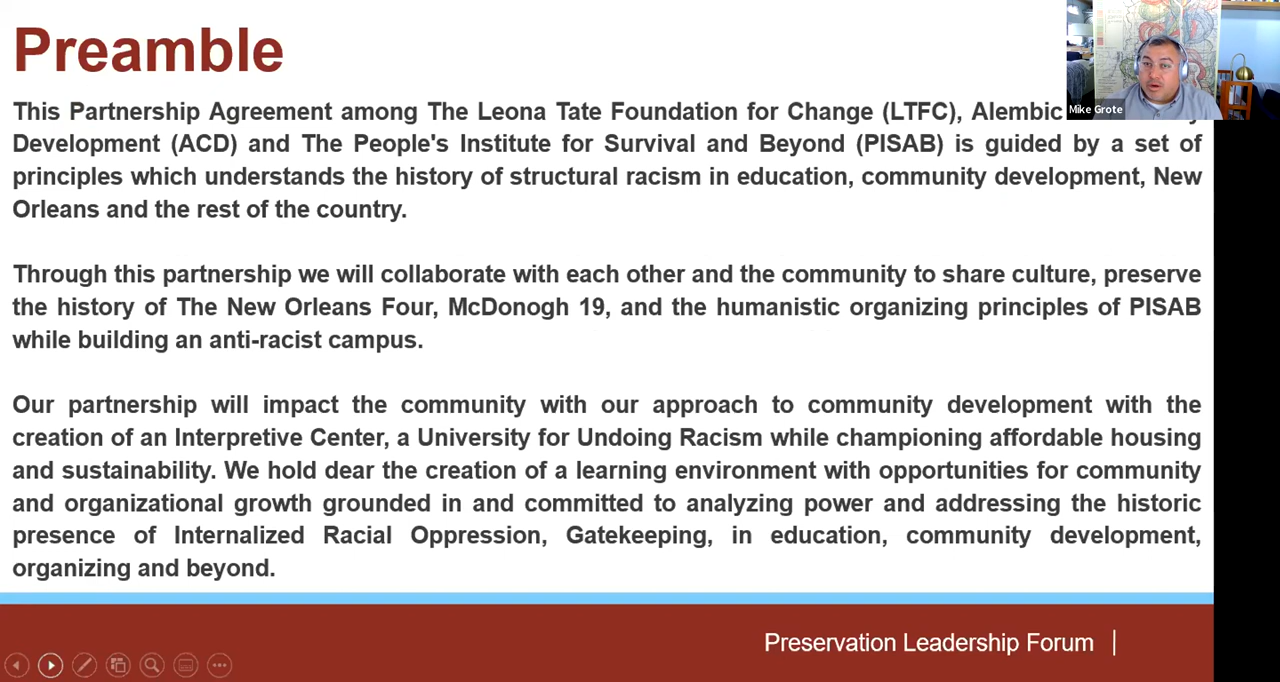 Preamble
Mike Grote
This Partnership Agreement among The Leona Tate Foundation for Change (LTFC), Alembic
Development (ACD) and The People's Institute for Survival and Beyond (PISAB) is guided by a set of
principles which understands the history of structural racism in education, community development, New
Orleans and the rest of the country.
Through this partnership we will collaborate with each other and the community to share culture, preserve
the history of The New Orleans Four, McDonogh 19, and the humanistic organizing principles of PISAB
while building an anti-racist campus.
Our partnership will impact the community with our approach to community development with the
creation of an Interpretive Center, a University for Undoing Racism while championing affordable housing
and sustainability. We hold dear the creation of a learning environment with opportunities for community
and organizational growth grounded in and committed to analyzing power and addressing the historic
presence of Internalized Racial Oppression, Gatekeeping, in education, community development,
organizing and beyond.
Preservation Leadership Forum |